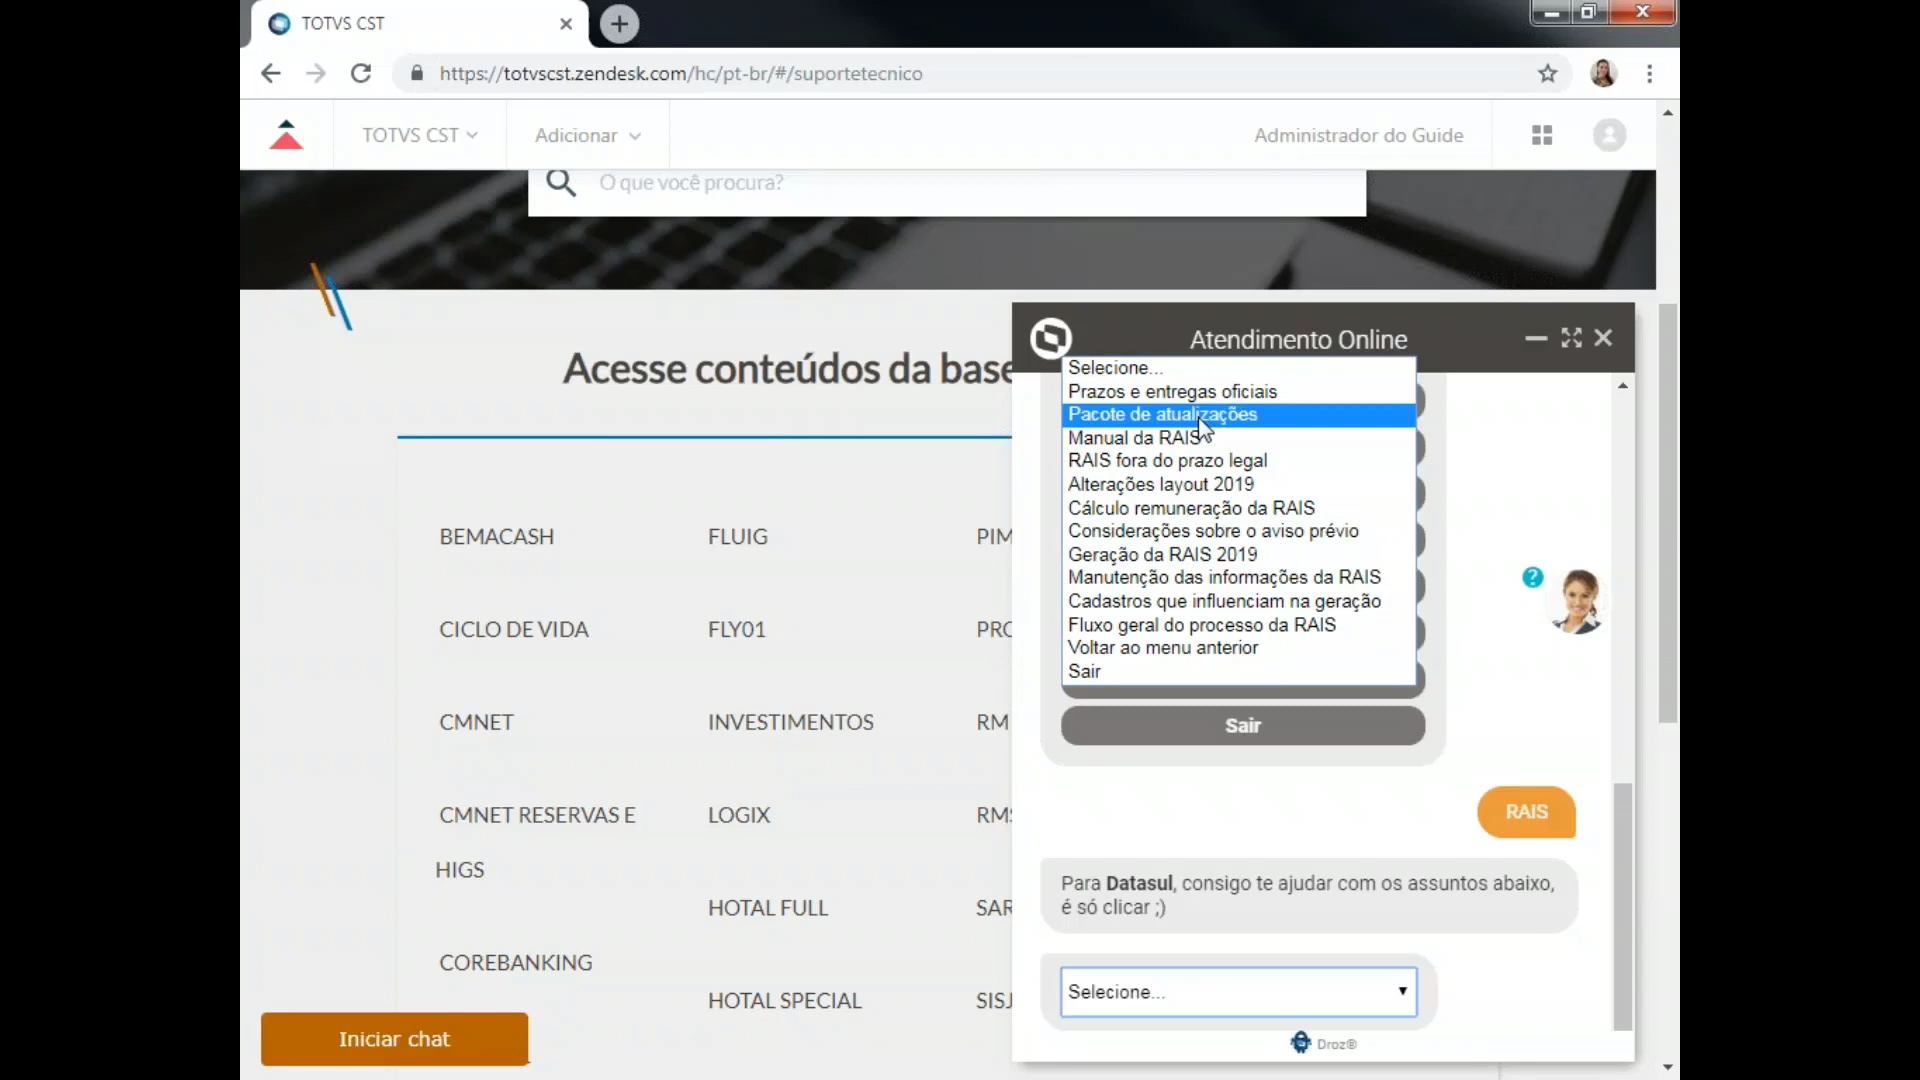 TOTVS CST
https://totvscst.zendesk.com/hc/pt-br/#/suportetecnico
TOTVS CST
Adicionar
Administrador do Guide
O que você procura?
Acesse conteúdos da base
BEMACASH
FLUIG
PIM
CICLO DE VIDA
FLY01
PRO
CMNET
INVESTIMENTOS
RM
CMNET RESERVAS E
HIGS
LOGIX
RMS
HOTAL FULL
SAR
COREBANKING
HOTAL SPECIAL
SISJ
Iniciar chat
Atendimento Online
Selecione...
Prazos e entregas oficiais
Pacote de atualizações
Manual da RAIS
RAIS fora do prazo legal
Alterações layout 2019
Cálculo remuneração da RAIS
Considerações sobre o aviso prévio
Geração da RAIS 2019
Manutenção das informações da RAIS
Cadastros que influenciam na geração
Fluxo geral do processo da RAIS
Voltar ao menu anterior
Sair
Sair
RAIS
Para Datasul, consigo te ajudar com os assuntos abaixo,
é só clicar ;)
Selecione...
Droz®